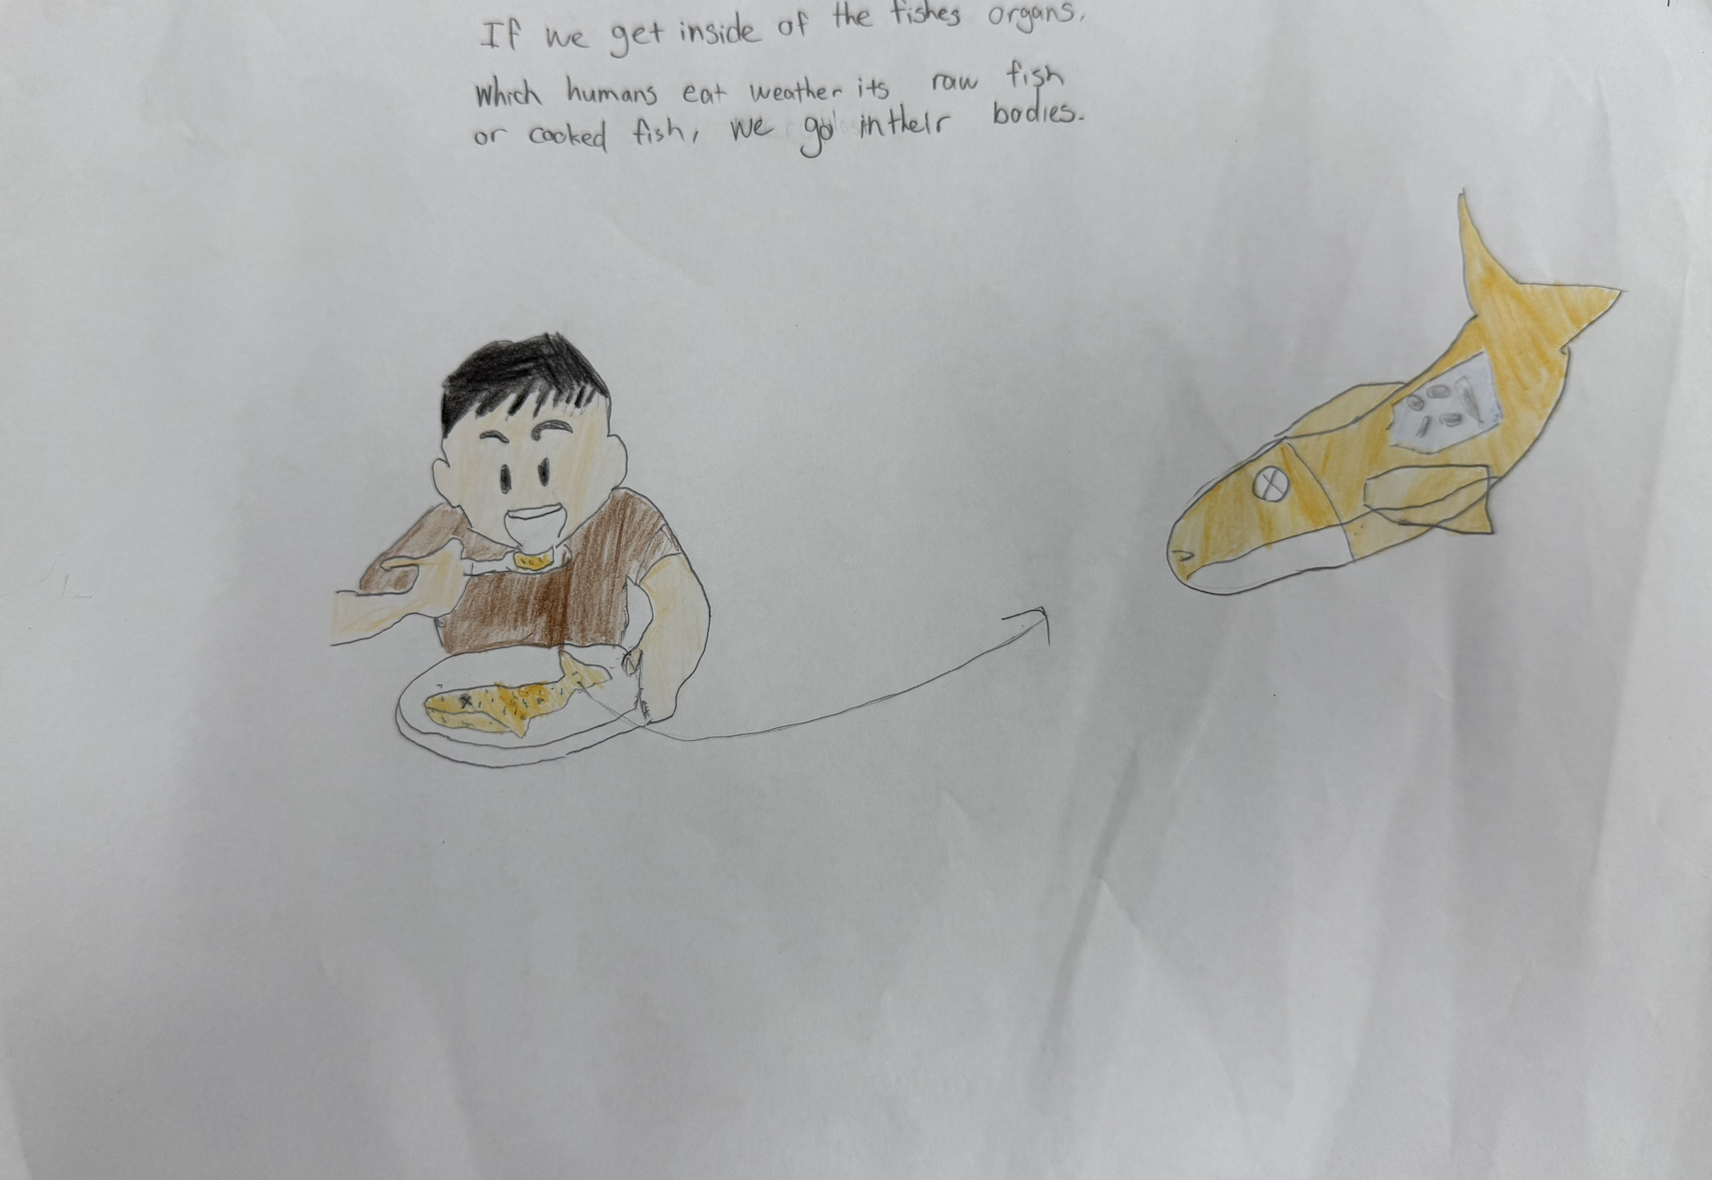 If we get inside of the fishes organs,
which humans eat weather its raw fish
or cooked fish, we go in their bodies.